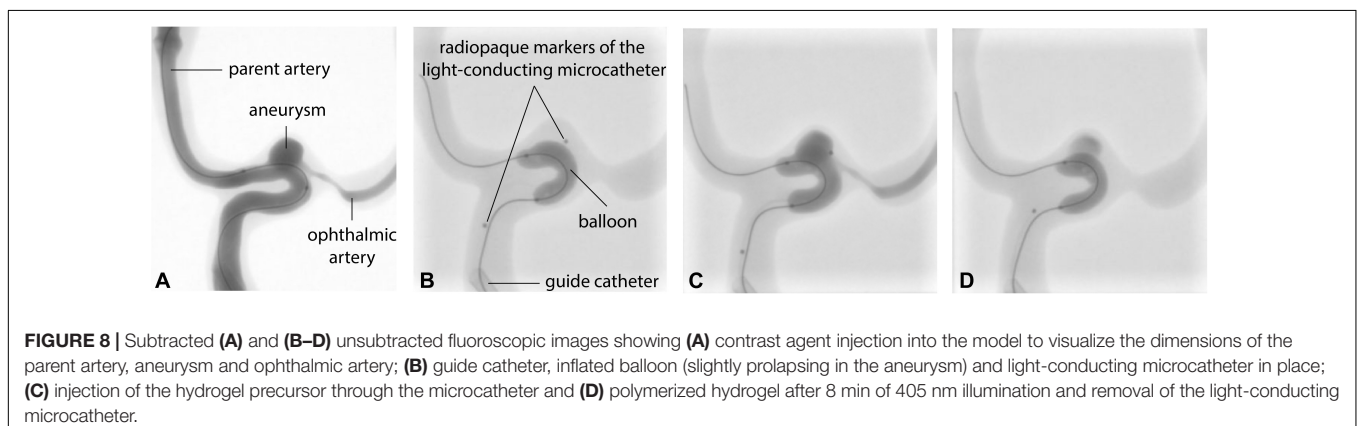 parent artery
aneurysm
ophthalmic
artery
A
radiopaque markers of the
light-conducting microcatheter
balloon
guide catheter
B
C
D
FIGURE 8 | Subtracted (A) and (B–D) unsubtracted fluoroscopic images showing (A) contrast agent injection into the model to visualize the dimensions of the
parent artery, aneurysm and ophthalmic artery; (B) guide catheter, inflated balloon (slightly prolapsing in the aneurysm) and light-conducting microcatheter in place;
(C) injection of the hydrogel precursor through the microcatheter and (D) polymerized hydrogel after 8 min of 405 nm illumination and removal of the light-conducting
microcatheter.